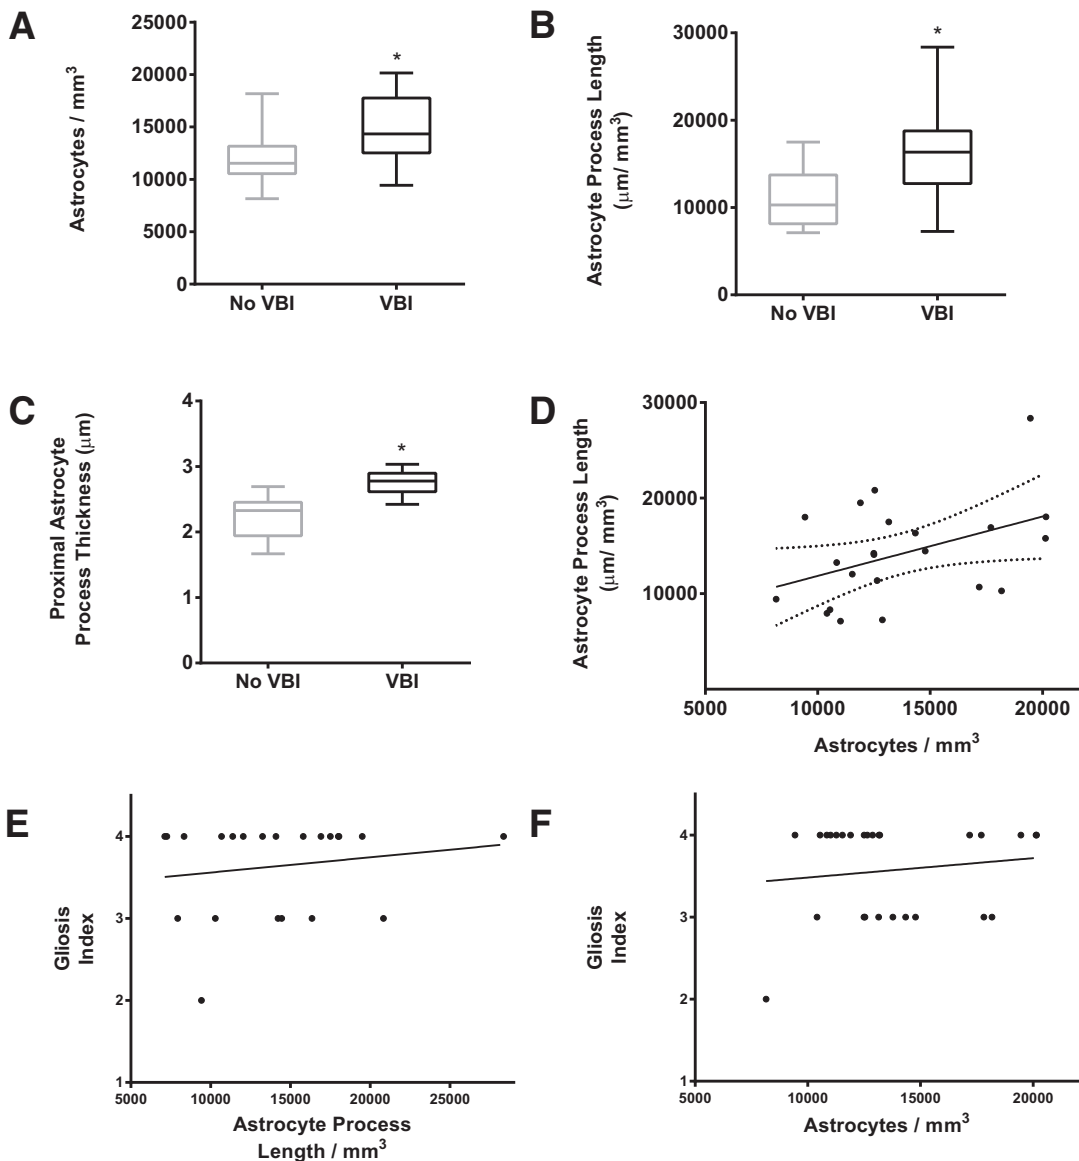 A
Astrocytes / mm³
25000
20000
15000
10000
5000
0
*
No VBI
VBI
B
Astrocyte Process Length
(μm/ mm³)
30000
20000
10000
0
*
No VBI
VBI
C
Proximal Astrocyte
Process Thickness (μm)
4
3
2
1
0
*
No VBI
VBI
D
Astrocyte Process Length
(μm/ mm³)
30000
20000
10000
5000
10000
15000
20000
Astrocytes / mm³
E
Gliosis
Index
4
3
2
1
5000
10000
15000
20000
25000
Astrocyte Process
Length / mm³
F
Gliosis
Index
4
3
2
1
5000
10000
15000
20000
Astrocytes / mm³